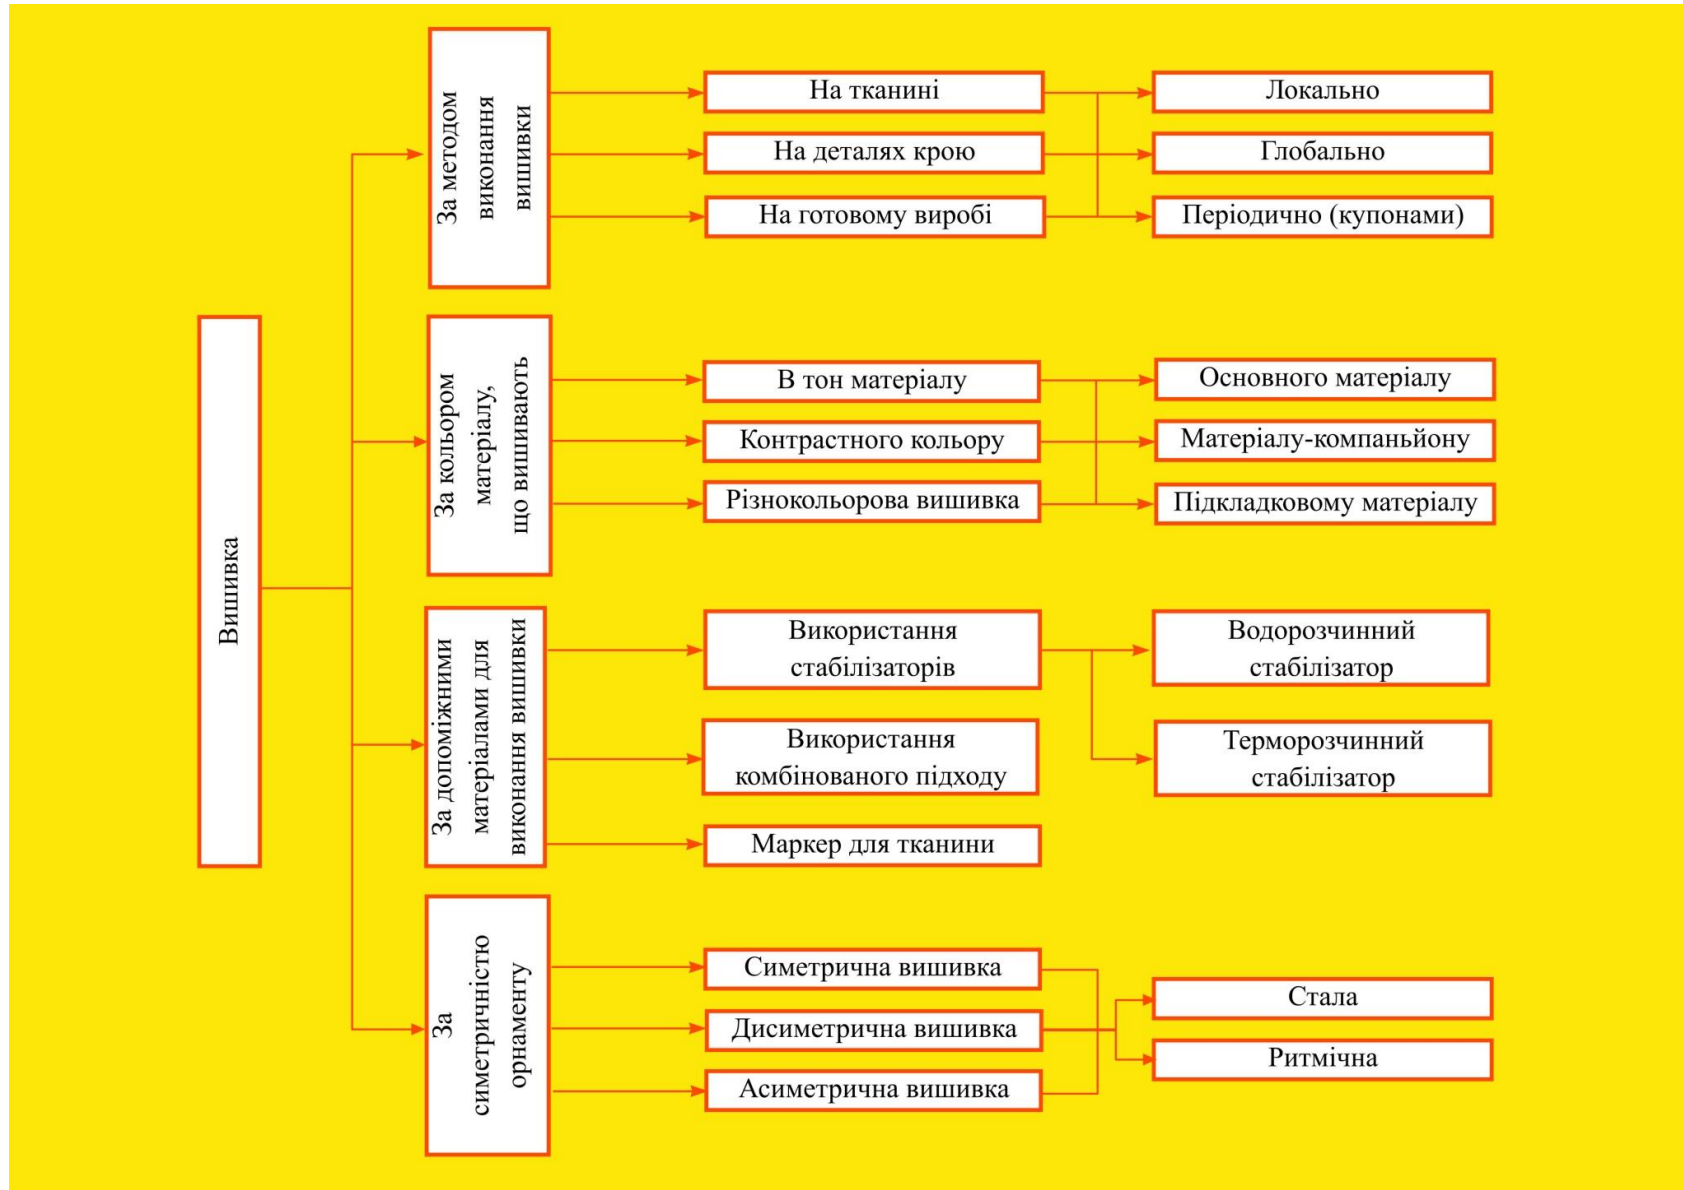 Вишивка
За методом
виконання
вишивки
На тканині
Локально
На деталях крою
Глобально
На готовому виробі
Періодично (купонами)
За кольором
матеріалу,
що вишивають
В тон матеріалу
Основного матеріалу
Контрастного кольору
Матеріалу-компаньйону
Різнокольорова вишивка
Підкладковому матеріалу
За допоміжними
матеріалами для
виконання вишивки
Використання
стабілізаторів
Водорозчинний
стабілізатор
Використання
комбінованого підходу
Терморозчинний
стабілізатор
Маркер для тканини
За
симетричністю
орнаменту
Симетрична вишивка
Дисиметрична вишивка
Асиметрична вишивка
Стала
Ритмічна